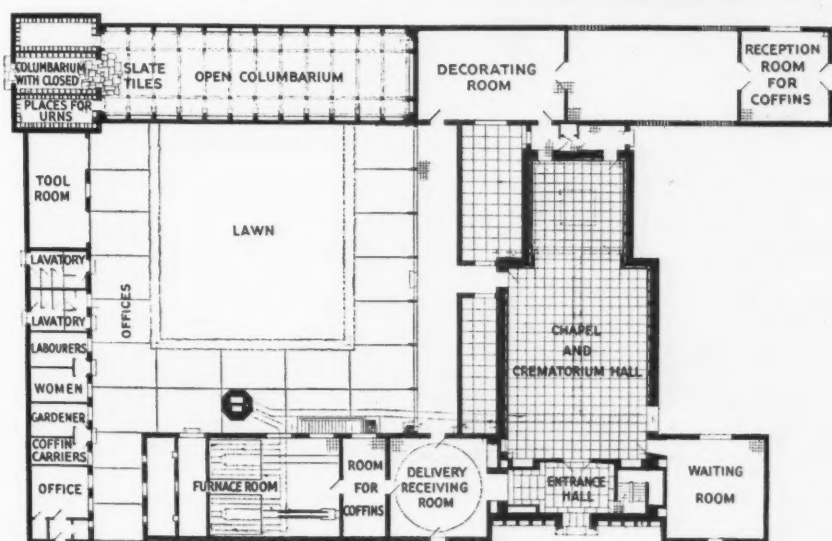 COLUMBARIUM
WITH CLOSED
PLACES FOR
URNS
SLATE
TILES
OPEN COLUMBARIUM
DECORATING
ROOM
RECEPTION
ROOM
FOR
COFFINS
TOOL
ROOM
LAWN
LAVATORY
LAVATORY
OFFICES
LABOURERS
WOMEN
GARDENER
COFFIN
CARRIERS
OFFICE
CHAPEL
AND
CREMATORIUM HALL
FURNACE ROOM
ROOM
FOR
COFFINS
DELIVERY
RECEIVING
ROOM
ENTRANCE
HALL
WAITING
ROOM